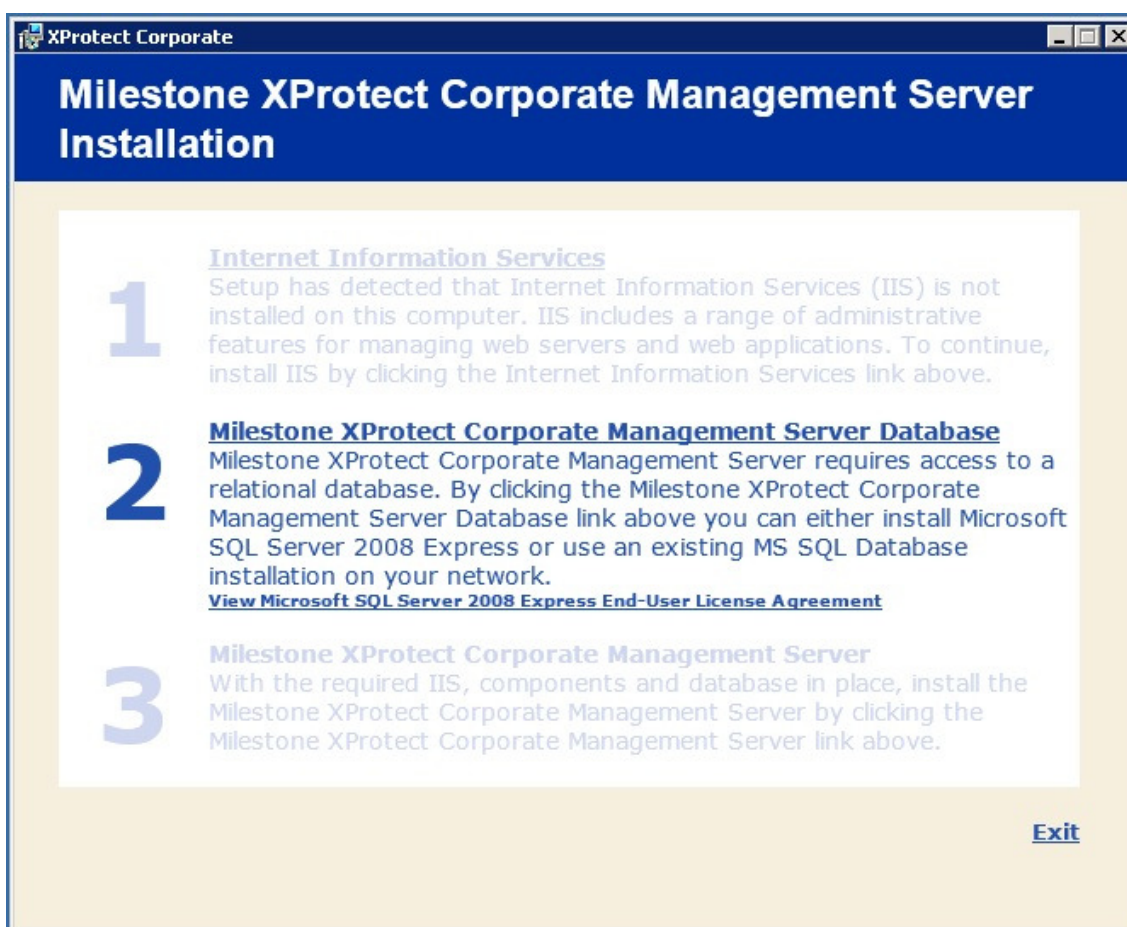 XProtect Corporate
Milestone XProtect Corporate Management Server
Installation
1
Internet Information Services
Setup has detected that Internet Information Services (IIS) is not
installed on this computer. IIS includes a range of administrative
features for managing web servers and web applications. To continue,
install IIS by clicking the Internet Information Services link above.
2
Milestone XProtect Corporate Management Server Database
Milestone XProtect Corporate Management Server requires access to a
relational database. By clicking the Milestone XProtect Corporate
Management Server Database link above you can either install Microsoft
SQL Server 2008 Express or use an existing MS SQL Database
installation on your network.
View Microsoft SQL Server 2008 Express End-User License Agreement
3
Milestone XProtect Corporate Management Server
With the required IIS, components and database in place, install the
Milestone XProtect Corporate Management Server by clicking the
Milestone XProtect Corporate Management Server link above.
Exit